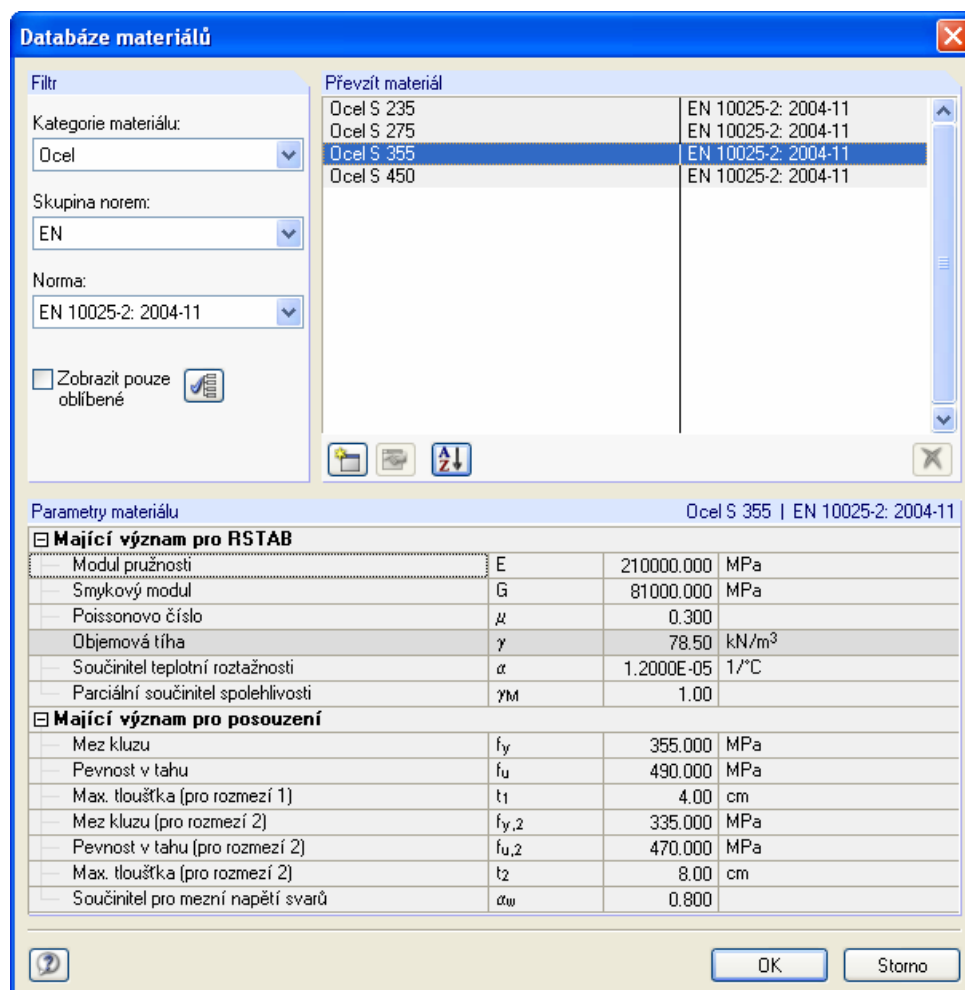 Databáze materiálů
Filtr
Kategorie materiálu:
Ocel
Skupina norem:
EN
Norma:
EN 10025-2: 2004-11
Zobrazit pouze
oblíbené
Převzít materiál
Ocel S 235 EN 10025-2: 2004-11
Ocel S 275 EN 10025-2: 2004-11
Ocel S 355 EN 10025-2: 2004-11
Ocel S 450 EN 10025-2: 2004-11
Parametry materiálu Ocel S 355 | EN 10025-2: 2004-11
Mající význam pro RSTAB
Modul pružnosti E 210000.000 MPa
Smykový modul G 81000.000 MPa
Poissonovo číslo μ 0.300
Objemová tíha γ 78.50 kN/m³
Součinitel teplotní roztažnosti α 1.2000E-05 1/°C
Parciální součinitel spolehlivosti γM 1.00
Mající význam pro posouzení
Mez kluzu fy 355.000 MPa
Pevnost v tahu fu 490.000 MPa
Max. tloušťka (pro rozmezí 1) t1 4.00 cm
Mez kluzu (pro rozmezí 2) fy,2 335.000 MPa
Pevnost v tahu (pro rozmezí 2) fu,2 470.000 MPa
Max. tloušťka (pro rozmezí 2) t2 8.00 cm
Součinitel pro mezní napětí svarů αw 0.800
OK
Storno